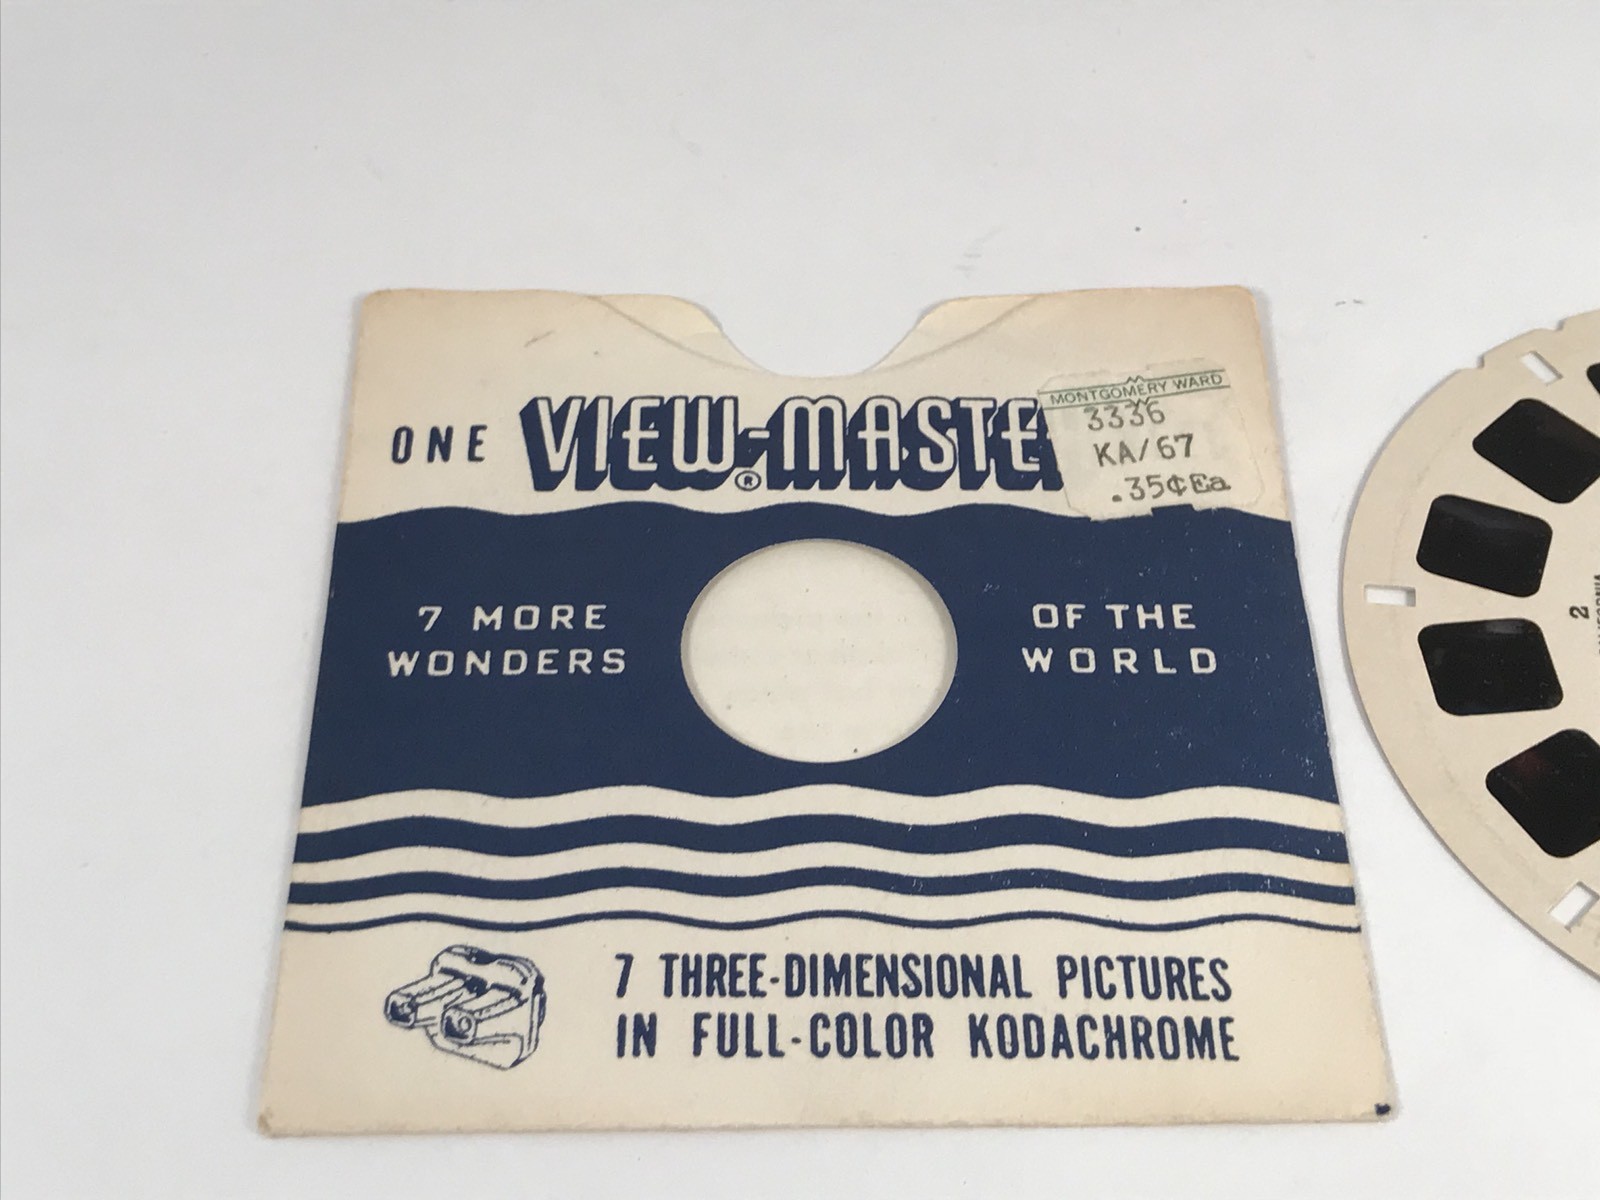 ONE VIEW-MASTE
®
MONTGOMERY WARD
3336
KA/67
.35¢Ea
7 MORE
WONDERS
OF THE
WORLD
7 THREE-DIMENSIONAL PICTURES
IN FULL-COLOR KODACHROME
2